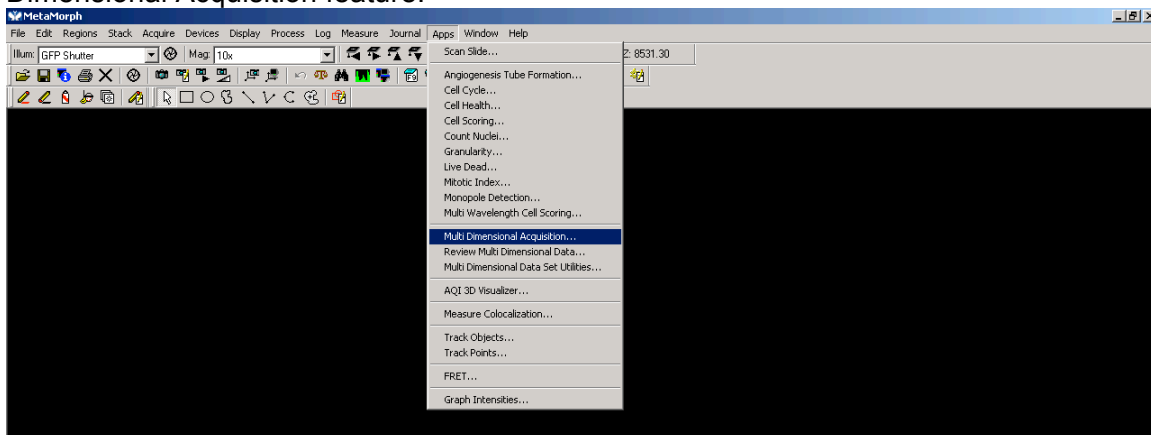 Dimensional Acquisition feature.
MetaMorph
File Edit Regions Stack Acquire Devices Display Process Log Measure Journal Apps Window Help
Illum: GFP Shutter Mag: 10x Z: 8531.30
Scan Slide...
Angiogenesis Tube Formation...
Cell Cycle...
Cell Health...
Cell Scoring...
Count Nuclei...
Granularity...
Live Dead...
Mitotic Index...
Monopole Detection...
Multi Wavelength Cell Scoring...
Multi Dimensional Acquisition...
Review Multi Dimensional Data...
Multi Dimensional Data Set Utilities...
AQI 3D Visualizer...
Measure Colocalization...
Track Objects...
Track Points...
FRET...
Graph Intensities...